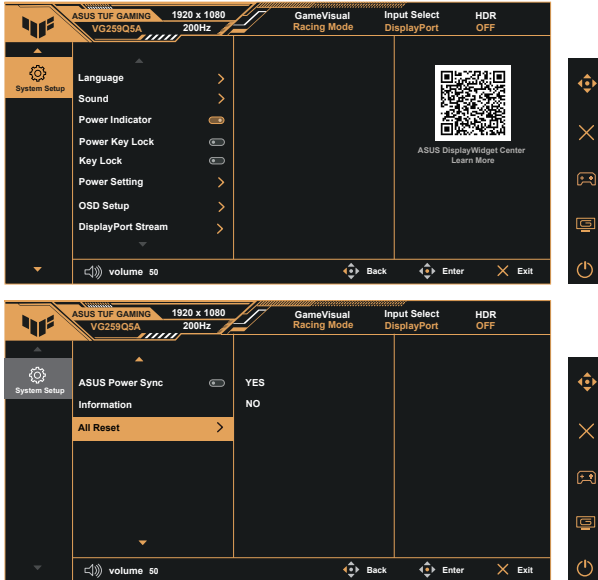 ASUS TUF GAMING
VG259Q5A
1920 x 1080
200Hz
GameVisual
Racing Mode
Input Select
DisplayPort
HDR
OFF
System Setup
Language
Sound
Power Indicator
Power Key Lock
Key Lock
Power Setting
OSD Setup
DisplayPort Stream
ASUS DisplayWidget Center
Learn More
volume 50
Back
Enter
Exit
ASUS TUF GAMING
VG259Q5A
1920 x 1080
200Hz
GameVisual
Racing Mode
Input Select
DisplayPort
HDR
OFF
System Setup
ASUS Power Sync
Information
All Reset
YES
NO
volume 50
Back
Enter
Exit